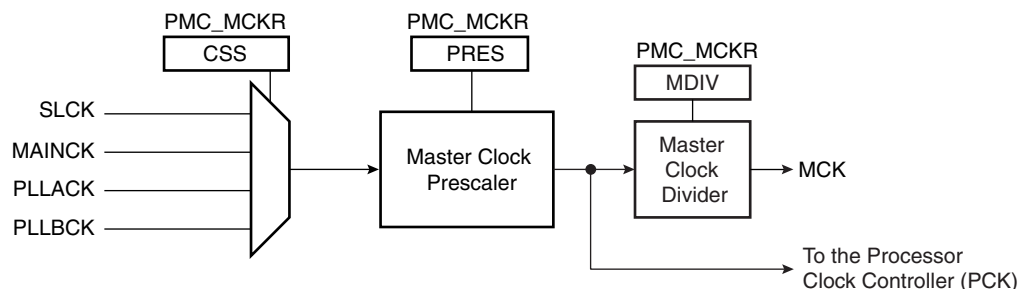 PMC_MCKR
CSS
PMC_MCKR
PRES
PMC_MCKR
MDIV
SLCK
MAINCK
PLLACK
PLLBCK
Master Clock
Prescaler
Master
Clock
Divider
MCK
To the Processor
Clock Controller (PCK)